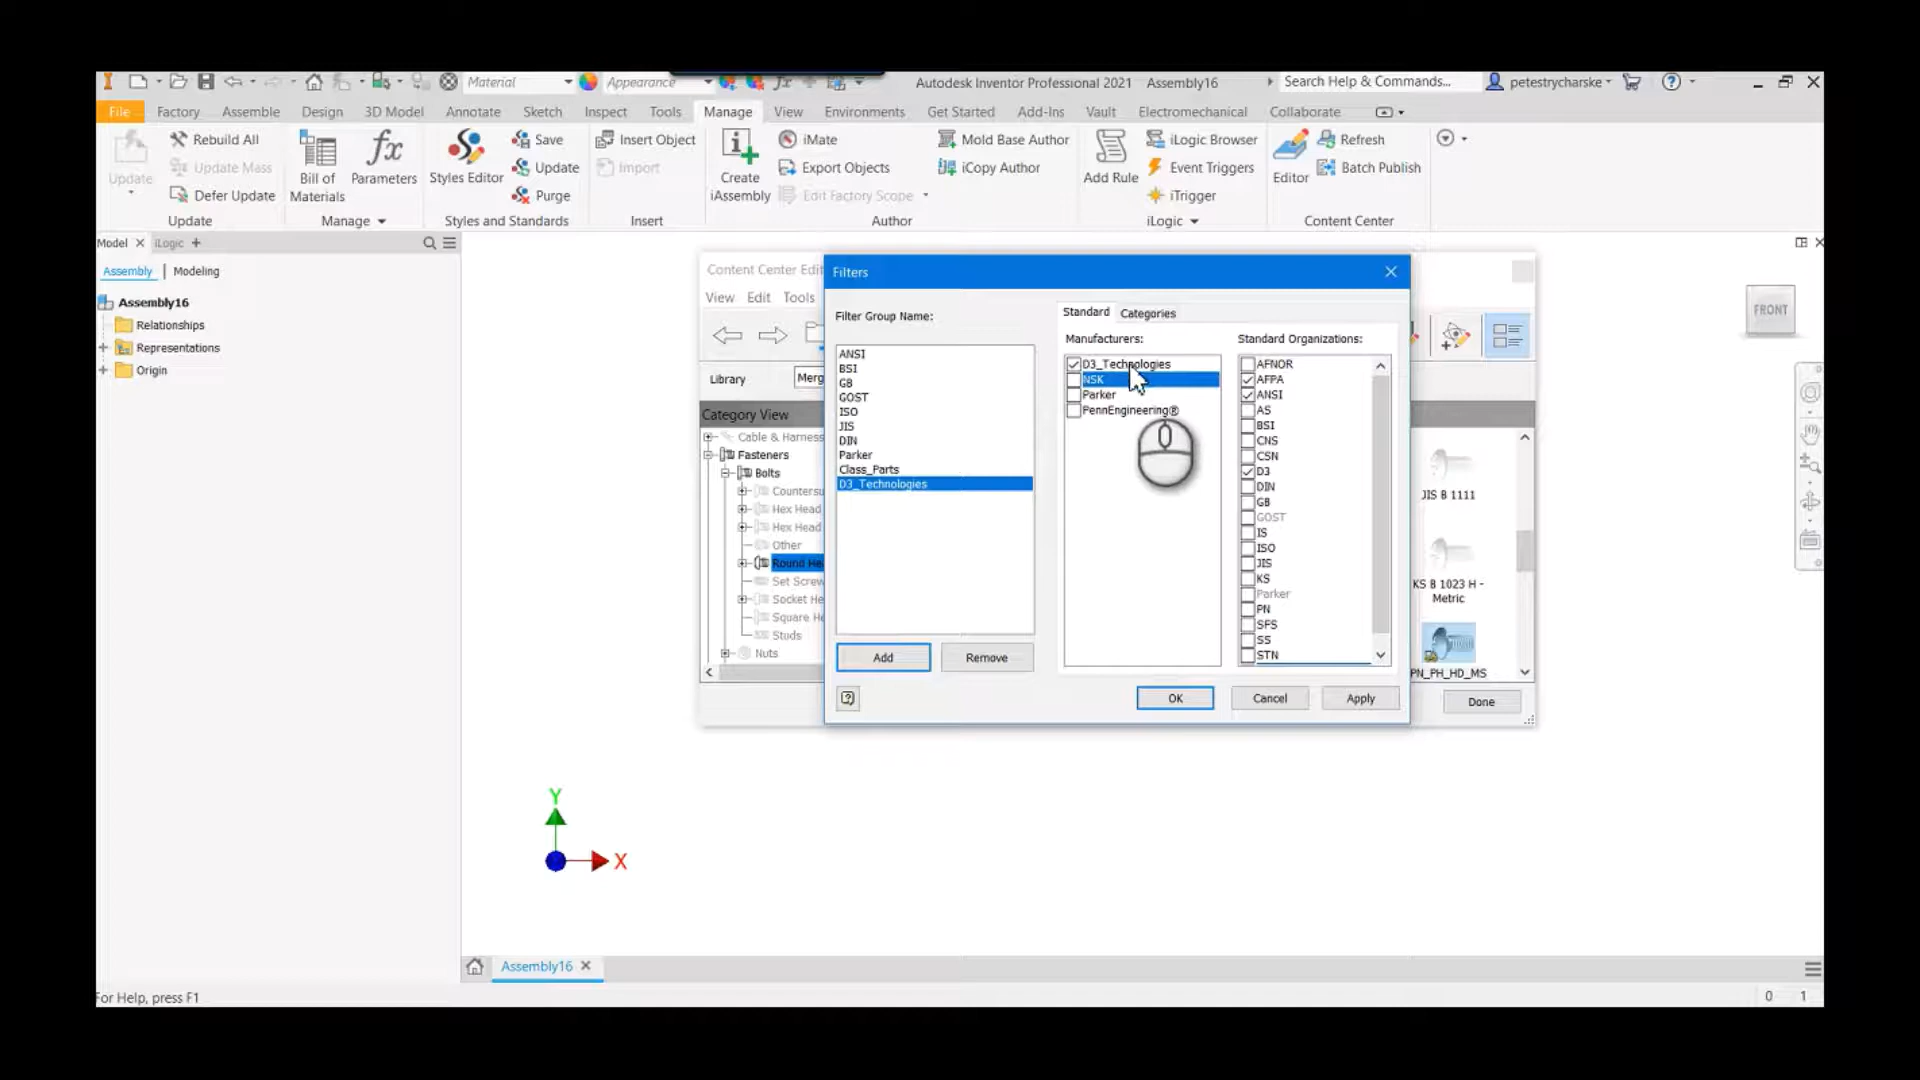 Material
Appearance
Autodesk Inventor Professional 2021 Assembly16
Search Help & Commands...
petestrycharske
File Factory Assemble Design 3D Model Annotate Sketch Inspect Tools Manage View Environments Get Started Add-Ins Vault Electromechanical Collaborate
Update
Rebuild All
Update Mass
Defer Update
Update
Bill of
Materials
Parameters
Manage
Styles Editor
Save
Update
Purge
Styles and Standards
Insert Object
Import
Insert
Create
iAssembly
iMate
Export Objects
Edit Factory Scope
Mold Base Author
iCopy Author
Author
Add Rule
iLogic Browser
Event Triggers
iTrigger
iLogic
Editor
Refresh
Batch Publish
Content Center
Model
iLogic
Assembly | Modeling
Assembly16
Relationships
Representations
Origin
Content Center Edit
View Edit Tools
Library
Merg
Category View
Cable & Harness
Fasteners
Bolts
Countersu
Hex Head
Hex Head
Other
Round He
Set Screw
Socket He
Square He
Studs
Nuts
Filters
Filter Group Name:
ANSI
BSI
GB
GOST
ISO
JIS
DIN
Parker
Class_Parts
D3_Technologies
Add
Remove
Standard
Categories
Manufacturers:
D3_Technologies
NSK
Parker
PennEngineering®
Standard Organizations:
AFNOR
AFPA
ANSI
AS
BSI
CNS
CSN
D3
DIN
GB
GOST
IS
ISO
JIS
KS
Parker
PN
SFS
SS
STN
OK
Cancel
Apply
JIS B 1111
KS B 1023 H -
Metric
PN_PH_HD_MS
Done
FRONT
Y
X
Assembly16
For Help, press F1
0 1